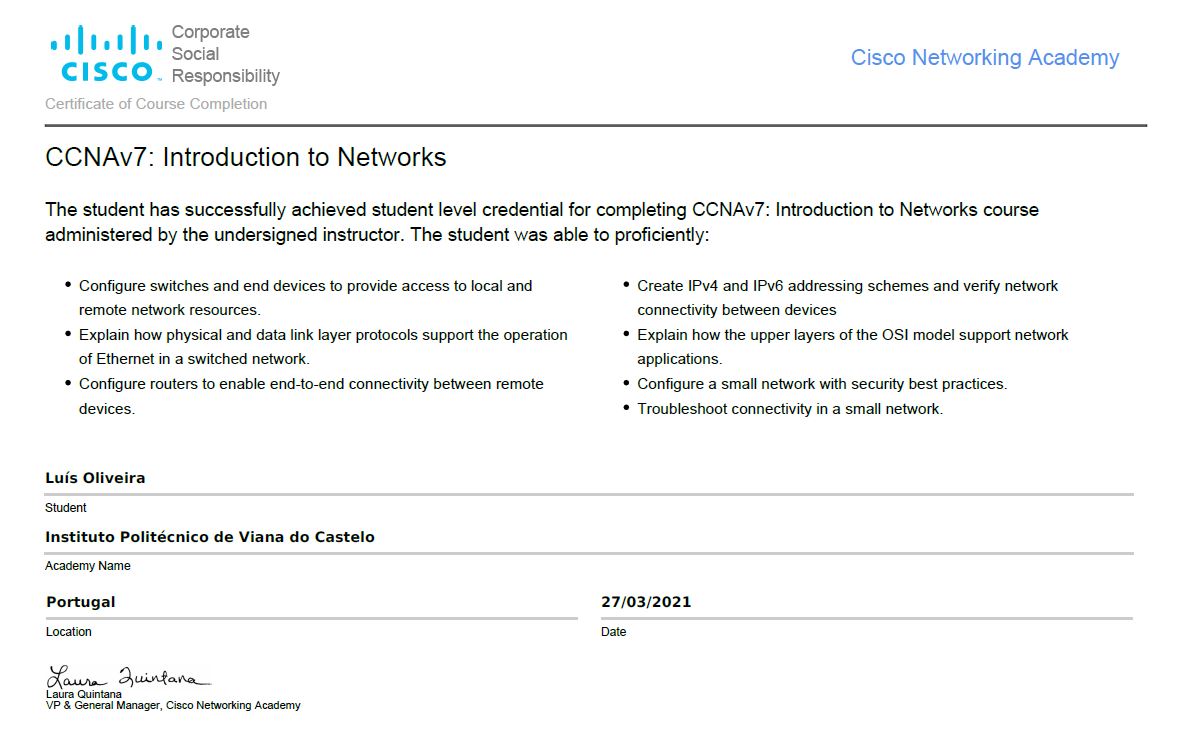 Corporate
Social
Responsibility
CISCO™
Cisco Networking Academy
Certificate of Course Completion
CCNAv7: Introduction to Networks
The student has successfully achieved student level credential for completing CCNAv7: Introduction to Networks course
administered by the undersigned instructor. The student was able to proficiently:
• Configure switches and end devices to provide access to local and
remote network resources.
• Explain how physical and data link layer protocols support the operation
of Ethernet in a switched network.
• Configure routers to enable end-to-end connectivity between remote
devices.
• Create IPv4 and IPv6 addressing schemes and verify network
connectivity between devices
• Explain how the upper layers of the OSI model support network
applications.
• Configure a small network with security best practices.
• Troubleshoot connectivity in a small network.
Luís Oliveira
Student
Instituto Politécnico de Viana do Castelo
Academy Name
Portugal
Location
27/03/2021
Date
Laura Quintana
Laura Quintana
VP & General Manager, Cisco Networking Academy